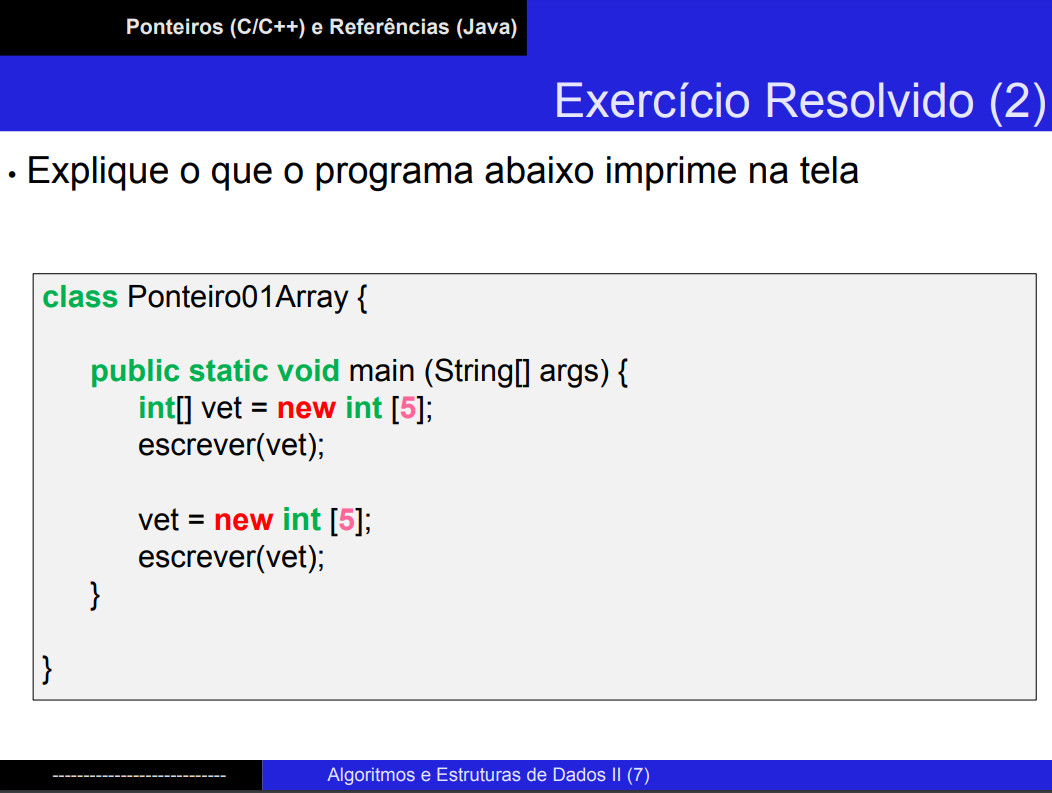 Ponteiros (C/C++) e Referências (Java)
Exercício Resolvido (2)
• Explique o que o programa abaixo imprime na tela
class Ponteiro01Array {
public static void main (String[] args) {
int[] vet = new int [5];
escrever(vet);
vet = new int [5];
escrever(vet);
}
}
----------------------------
Algoritmos e Estruturas de Dados II (7)